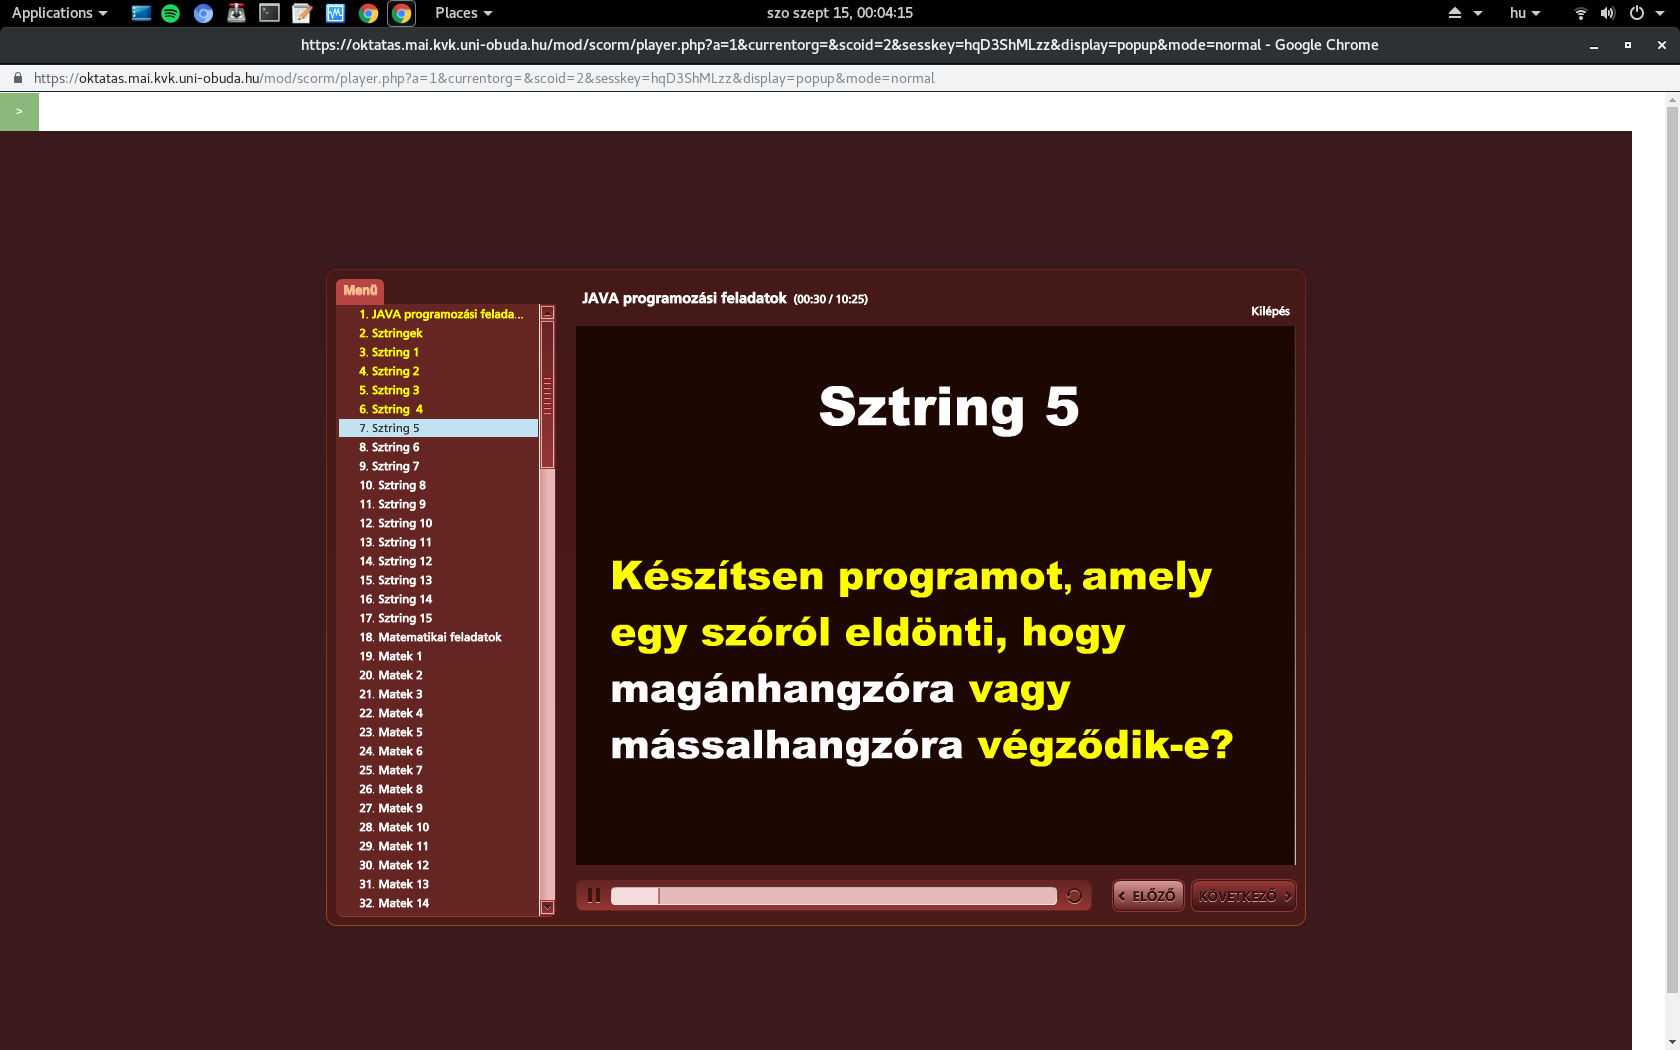 Applications
Places
szo szept 15, 00:04:15
hu
https://oktatas.mai.kvk.uni-obuda.hu/mod/scorm/player.php?a=1&currentorg=&scoid=2&sesskey=hqD3ShMLzz&display=popup&mode=normal - Google Chrome
https://oktatas.mai.kvk.uni-obuda.hu/mod/scorm/player.php?a=1&currentorg=&scoid=2&sesskey=hqD3ShMLzz&display=popup&mode=normal
>
Menü
1. JAVA programozási felada...
2. Sztringek
3. Sztring 1
4. Sztring 2
5. Sztring 3
6. Sztring 4
7. Sztring 5
8. Sztring 6
9. Sztring 7
10. Sztring 8
11. Sztring 9
12. Sztring 10
13. Sztring 11
14. Sztring 12
15. Sztring 13
16. Sztring 14
17. Sztring 15
18. Matematikai feladatok
19. Matek 1
20. Matek 2
21. Matek 3
22. Matek 4
23. Matek 5
24. Matek 6
25. Matek 7
26. Matek 8
27. Matek 9
28. Matek 10
29. Matek 11
30. Matek 12
31. Matek 13
32. Matek 14
JAVA programozási feladatok (00:30 / 10:25)
Kilépés
Sztring 5
Készítsen programot, amely
egy szóról eldönti, hogy
magánhangzóra vagy
mássalhangzóra végződik-e?
< ELŐZŐ
KÖVETKEZŐ >